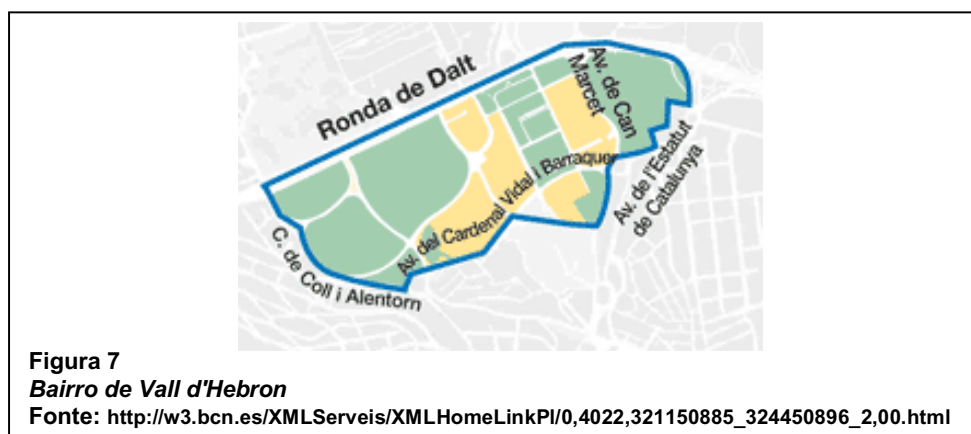 Ronda de Dalt
Av. de Can
Marcet
Av. del Cardenal Vidal i Barraquer
Av. de l'Estatut
de Catalunya
C. de Coll i Alentorn
Figura 7
Bairro de Vall d'Hebron
Fonte: http://w3.bcn.es/XMLServeis/XMLHomeLinkPl/0,4022,321150885_324450896_2,00.html